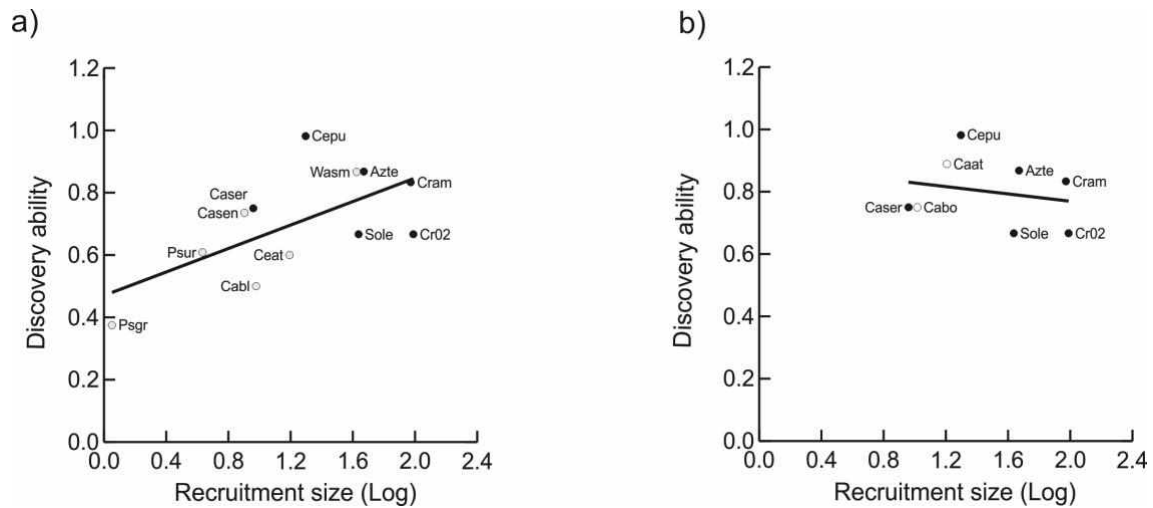 a)
1.2
1.0
0.8
0.6
0.4
0.2
0.0
Discovery ability
Cepu
Wasm
Azte
Cram
Caser
Casen
Sole
Cr02
Psur
Ceat
Cabl
Psgr
0.0 0.4 0.8 1.2 1.6 2.0 2.4
Recruitment size (Log)
b)
1.2
1.0
0.8
0.6
0.4
0.2
0.0
Discovery ability
Cepu
Caat
Azte
Cram
Caser
Cabo
Sole
Cr02
0.0 0.4 0.8 1.2 1.6 2.0 2.4
Recruitment size (Log)